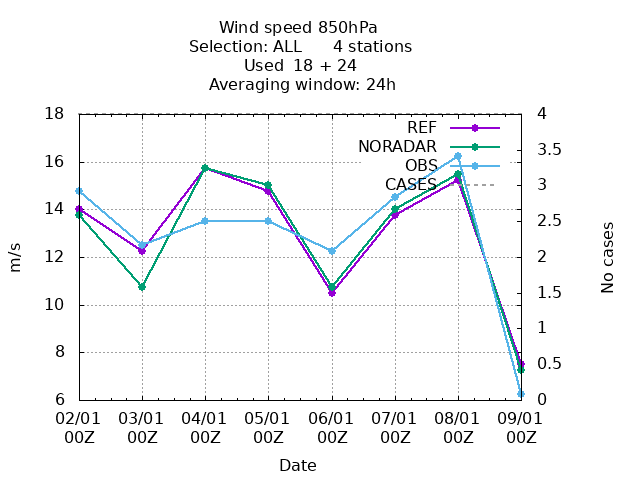 Wind speed 850hPa
Selection: ALL      4 stations
Used  18 + 24
Averaging window: 24h
18
16
14
12
10
8
6
m/s
4
3.5
3
2.5
2
1.5
1
0.5
0
No cases
REF
NORADAR
OBS
CASES
02/01 03/01 04/01 05/01 06/01 07/01 08/01 09/01
00Z 00Z 00Z 00Z 00Z 00Z 00Z 00Z
Date